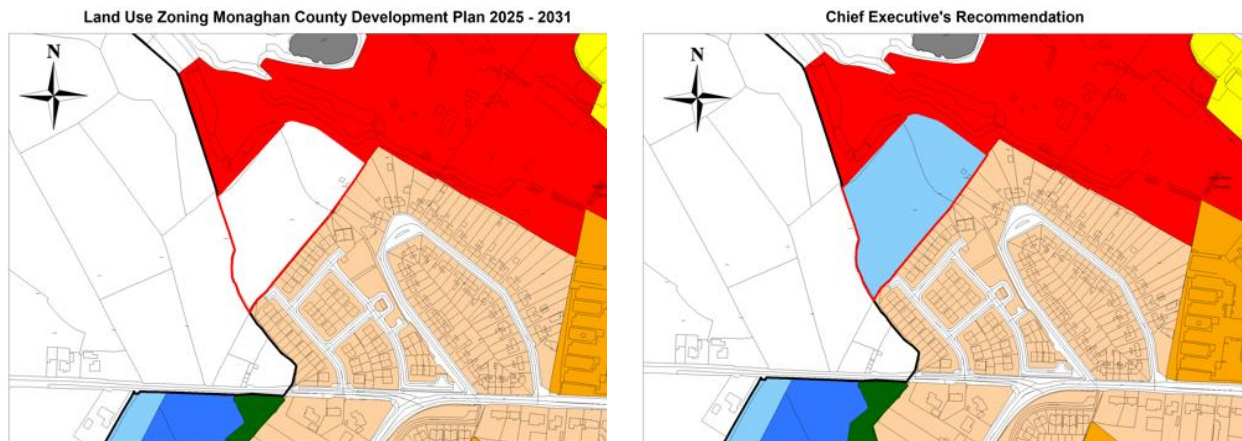 Land Use Zoning Monaghan County Development Plan 2025 - 2031
Chief Executive's Recommendation
N
N